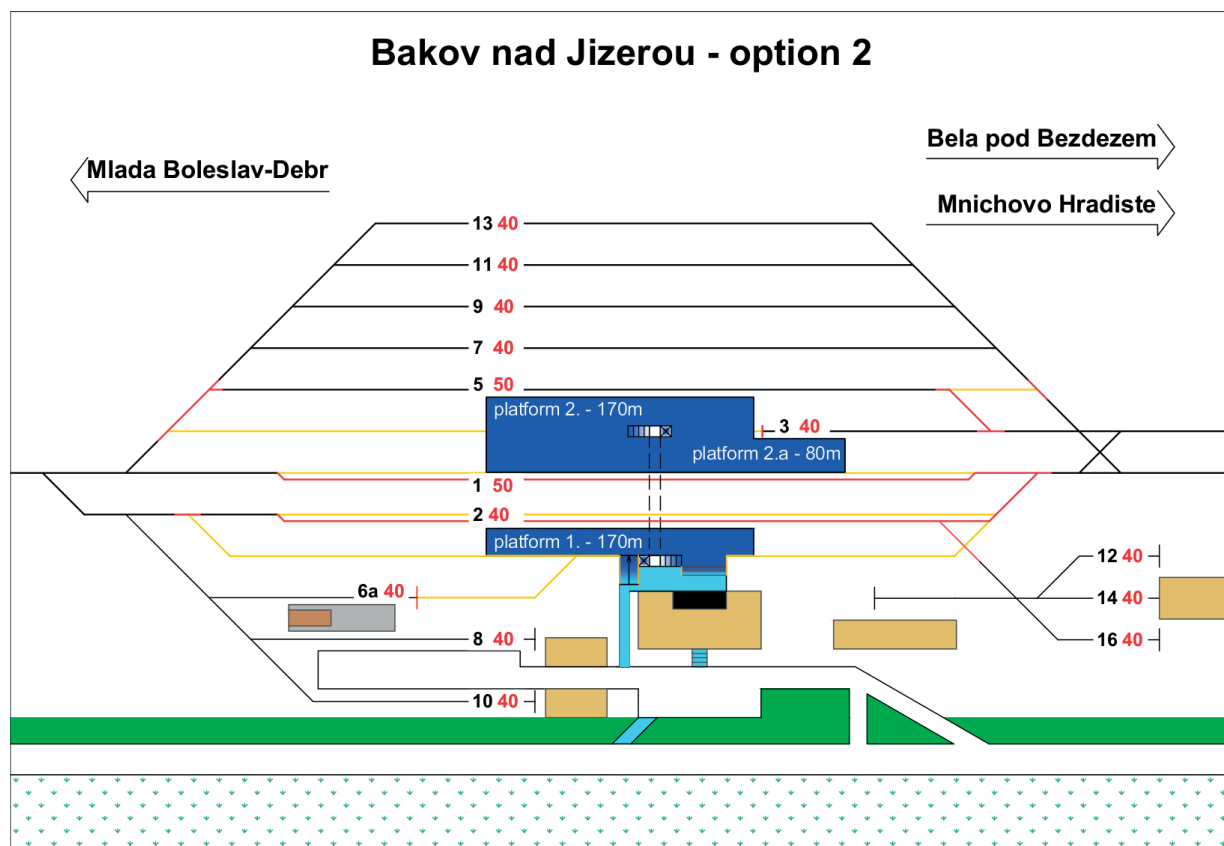 Bakov nad Jizerou - option 2
Bela pod Bezdezem
Mlada Boleslav-Debr
Mnichovo Hradiste
13 40
11 40
9 40
7 40
5 50
platform 2. - 170m
3 40
platform 2.a - 80m
1 50
2 40
platform 1. - 170m
12 40
6a 40
14 40
8 40
16 40
10 40